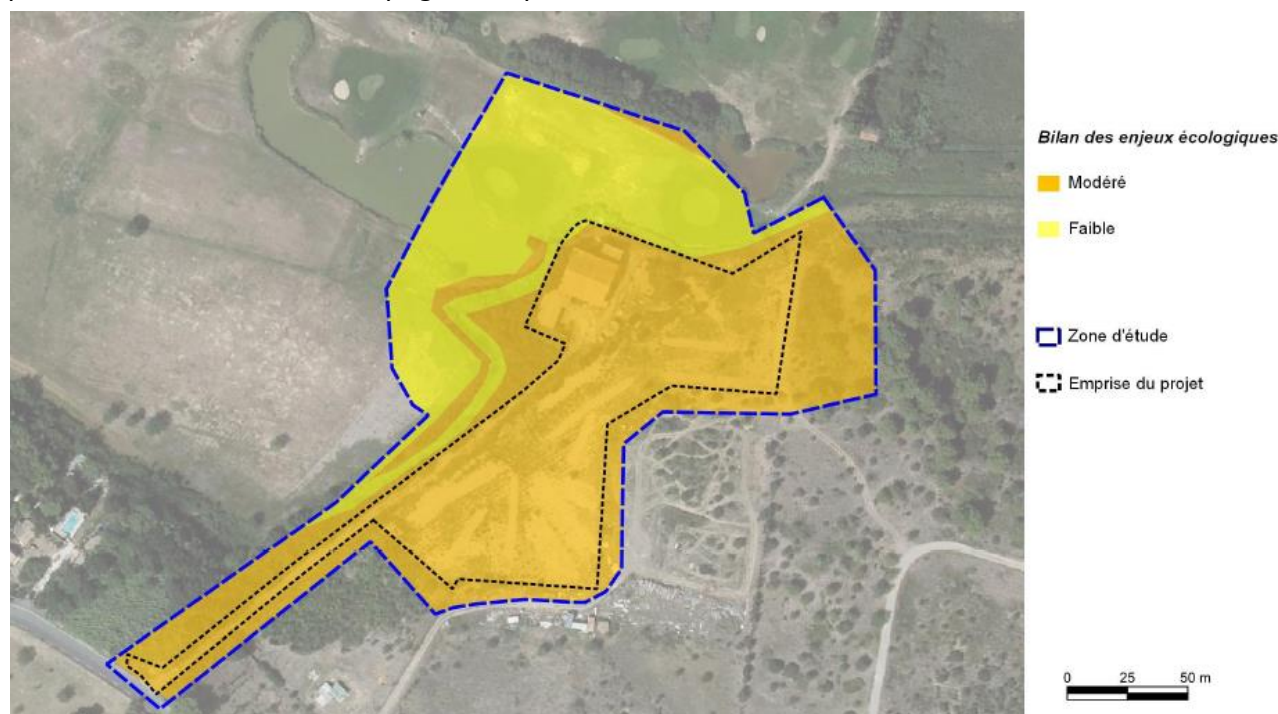 Bilan des enjeux écologiques
Modéré
Faible
Zone d'étude
Emprise du projet
0 25 50 m